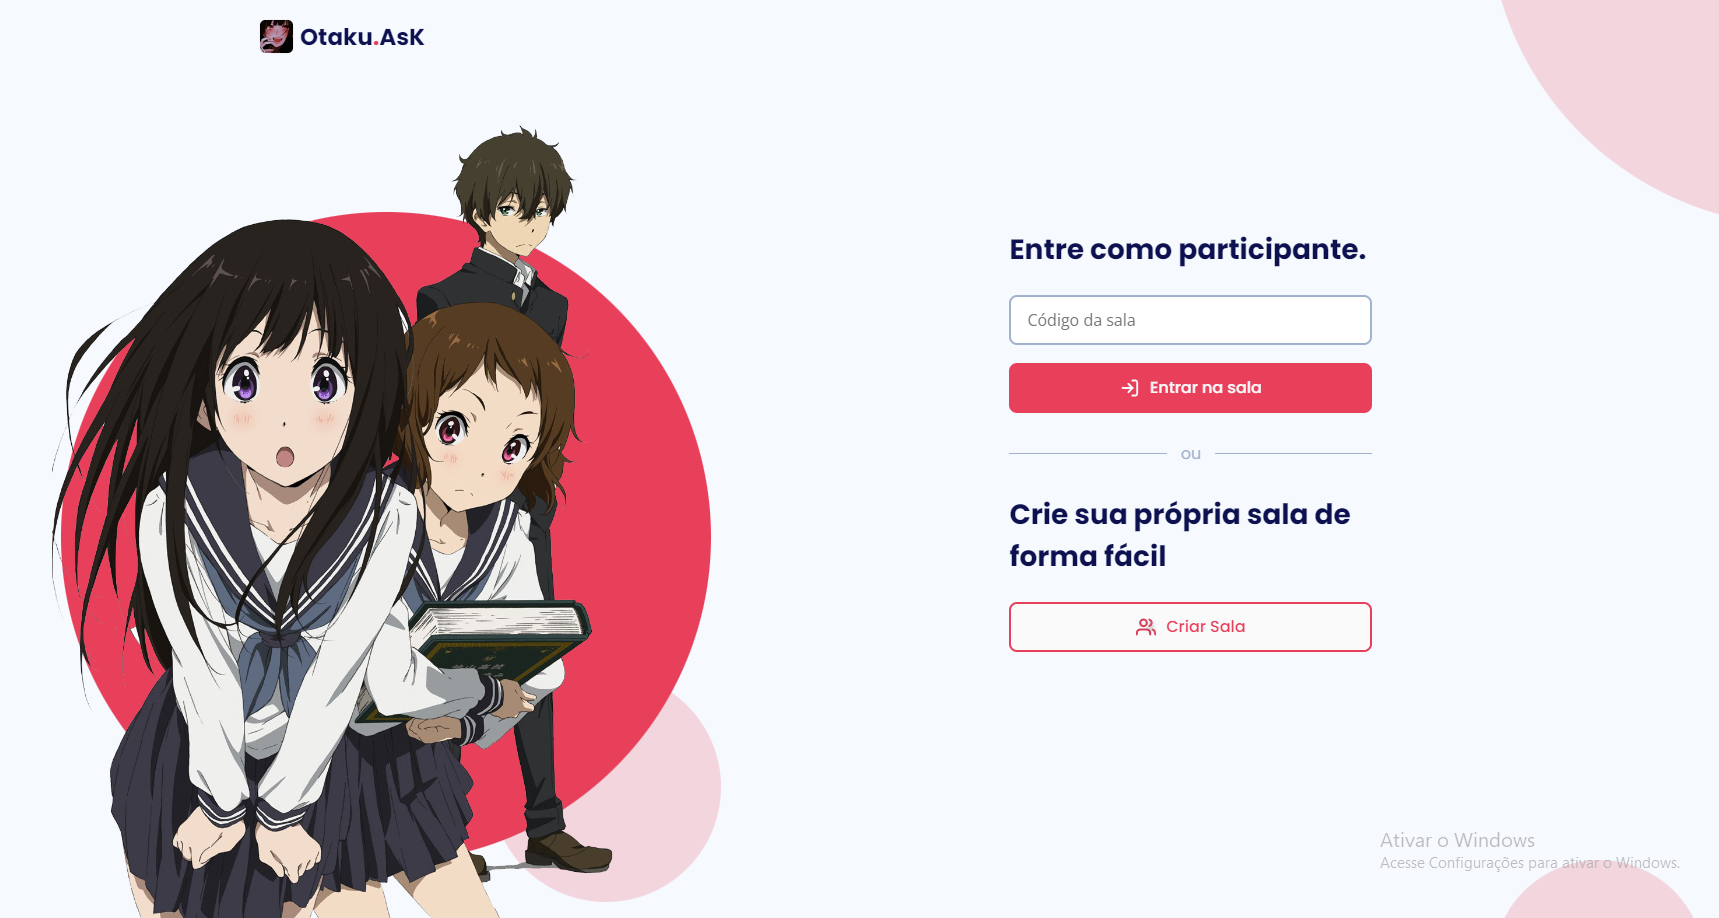 Otaku.AsK
Entre como participante.
Código da sala
Entrar na sala
ou
Crie sua própria sala de
forma fácil
Criar Sala
Ativar o Windows
Acesse Configurações para ativar o Windows.